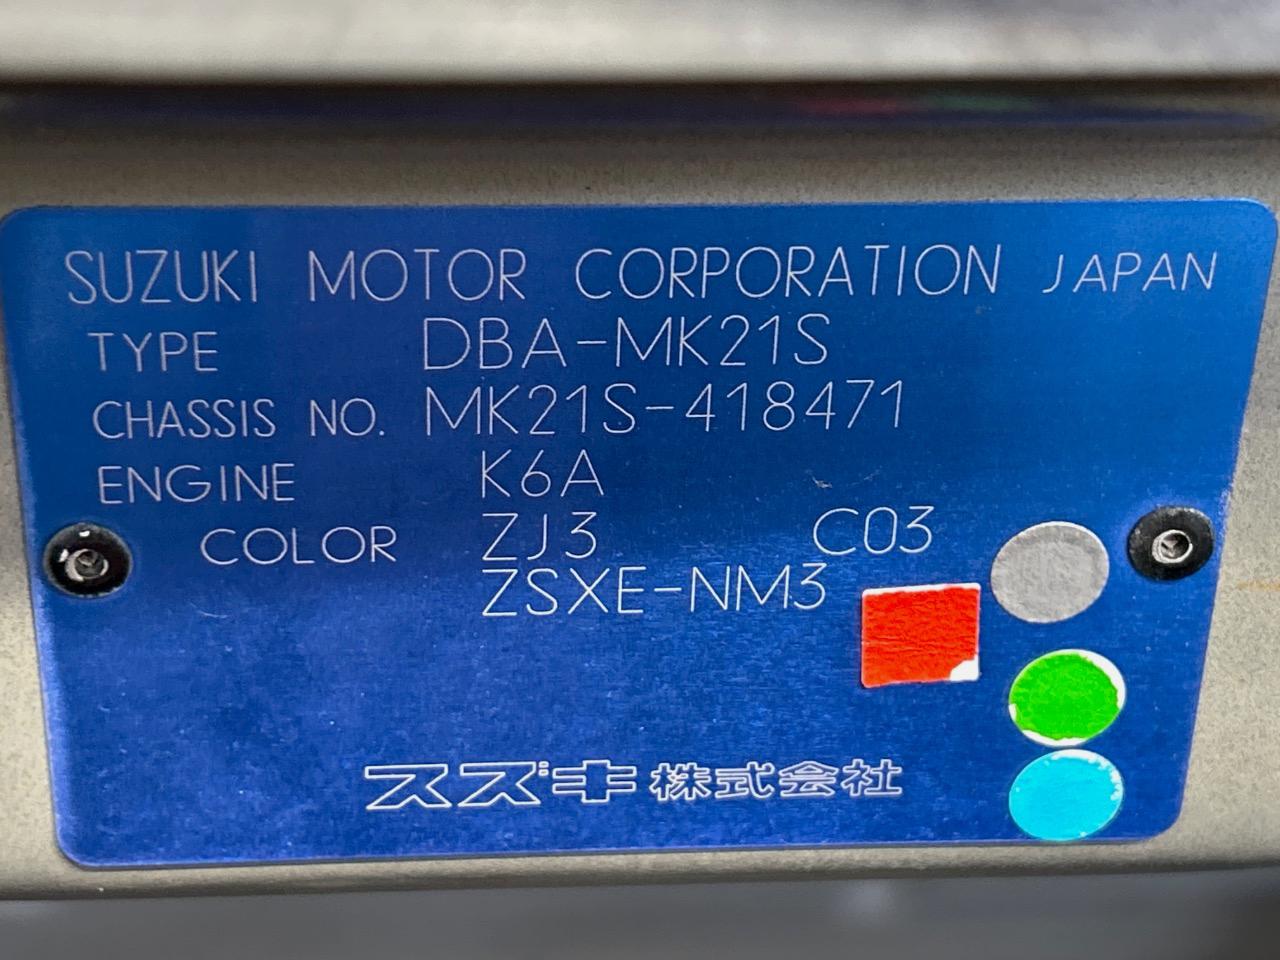 SUZUKI MOTOR CORPORATION JAPAN
TYPE DBA-MK21S
CHASSIS NO. MK21S-418471
ENGINE K6A
COLOR ZJ3 C03
ZSXE-NM3
スズキ株式会社